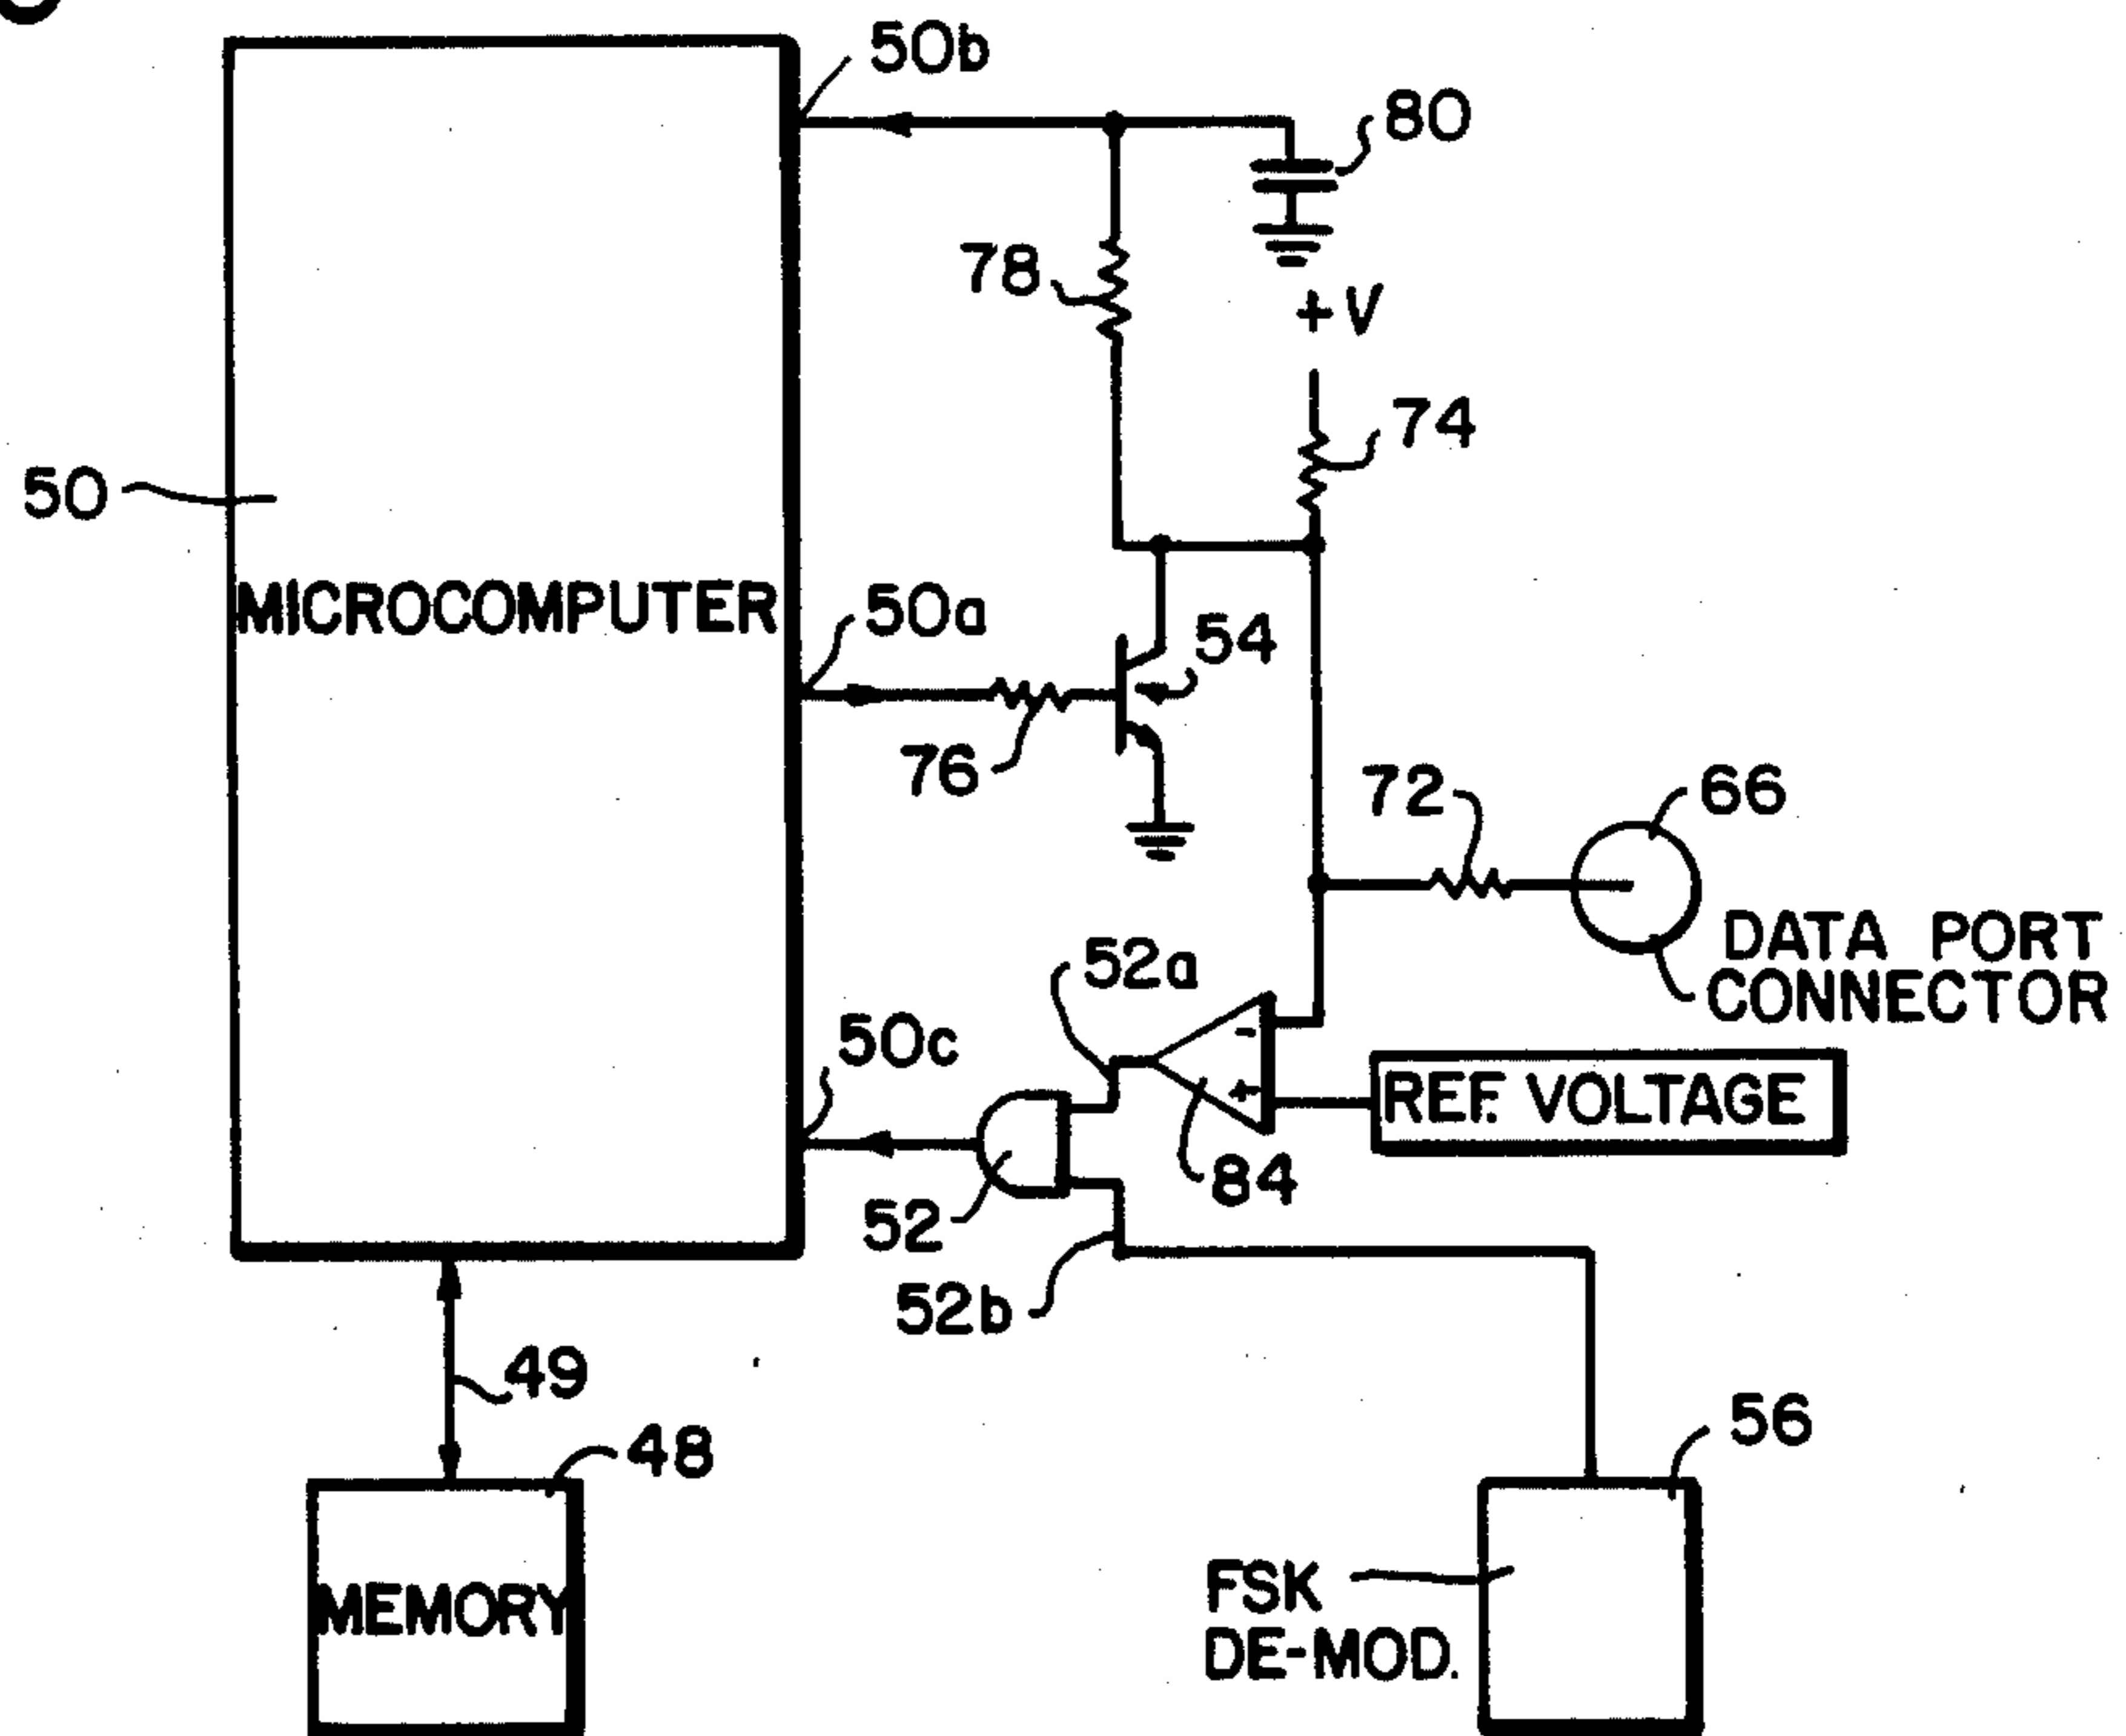 50b
80
78
+V
74
50
MICROCOMPUTER
50a
54
76
72
66
DATA PORT
CONNECTOR
52a
-
50c
+
REF. VOLTAGE
84
52
52b
49
48
56
MEMORY
FSK
DE-MOD.